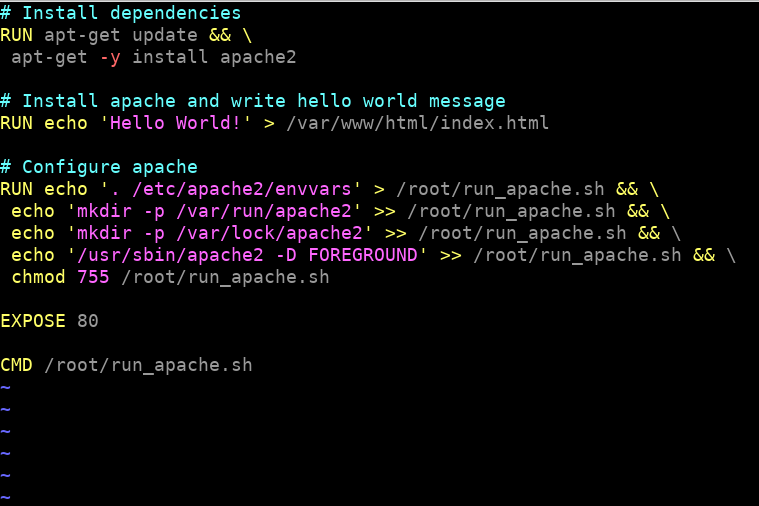 # Install dependencies
RUN apt-get update && \
 apt-get -y install apache2

# Install apache and write hello world message
RUN echo 'Hello World!' > /var/www/html/index.html

# Configure apache
RUN echo '. /etc/apache2/envvars' > /root/run_apache.sh && \
 echo 'mkdir -p /var/run/apache2' >> /root/run_apache.sh && \
 echo 'mkdir -p /var/lock/apache2' >> /root/run_apache.sh && \
 echo '/usr/sbin/apache2 -D FOREGROUND' >> /root/run_apache.sh && \
 chmod 755 /root/run_apache.sh

EXPOSE 80

CMD /root/run_apache.sh
~
~
~
~
~
~